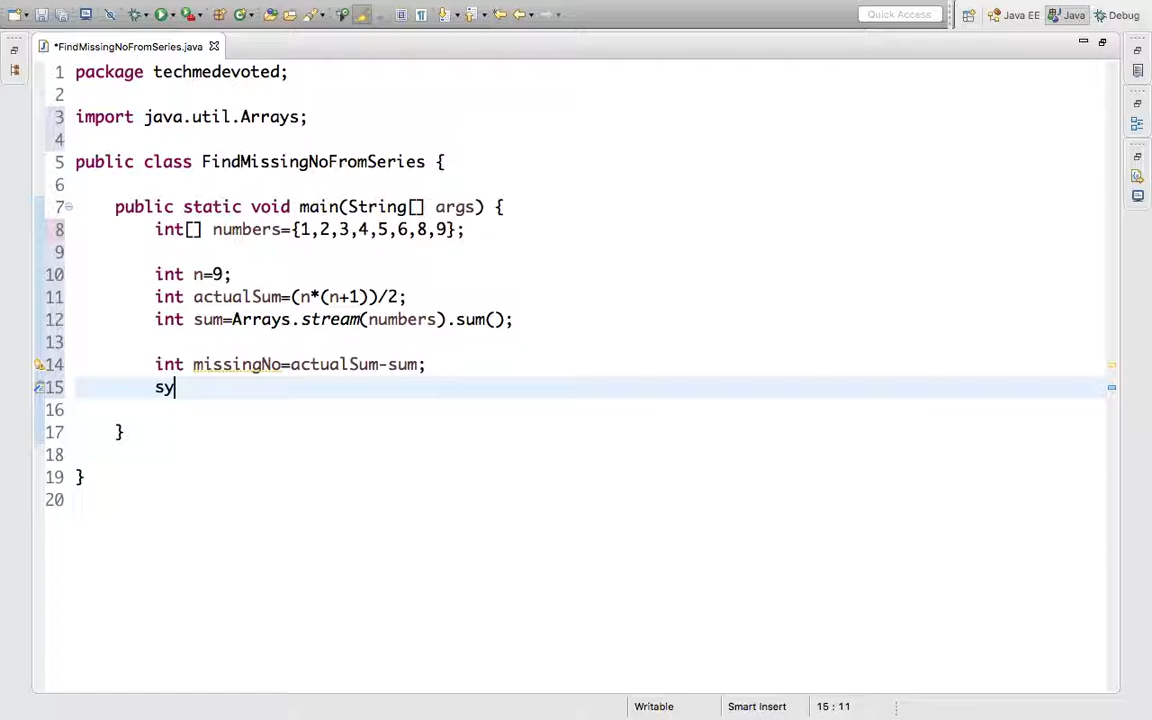 Quick Access
Java EE
Java
Debug
*FindMissingNoFromSeries.java
1 package techmedevoted;
2
3 import java.util.Arrays;
4
5 public class FindMissingNoFromSeries {
6
7 public static void main(String[] args) {
8 int[] numbers={1,2,3,4,5,6,8,9};
9
10 int n=9;
11 int actualSum=(n*(n+1))/2;
12 int sum=Arrays.stream(numbers).sum();
13
14 int missingNo=actualSum-sum;
15 sy
16
17 }
18
19 }
20
Writable
Smart Insert
15 : 11